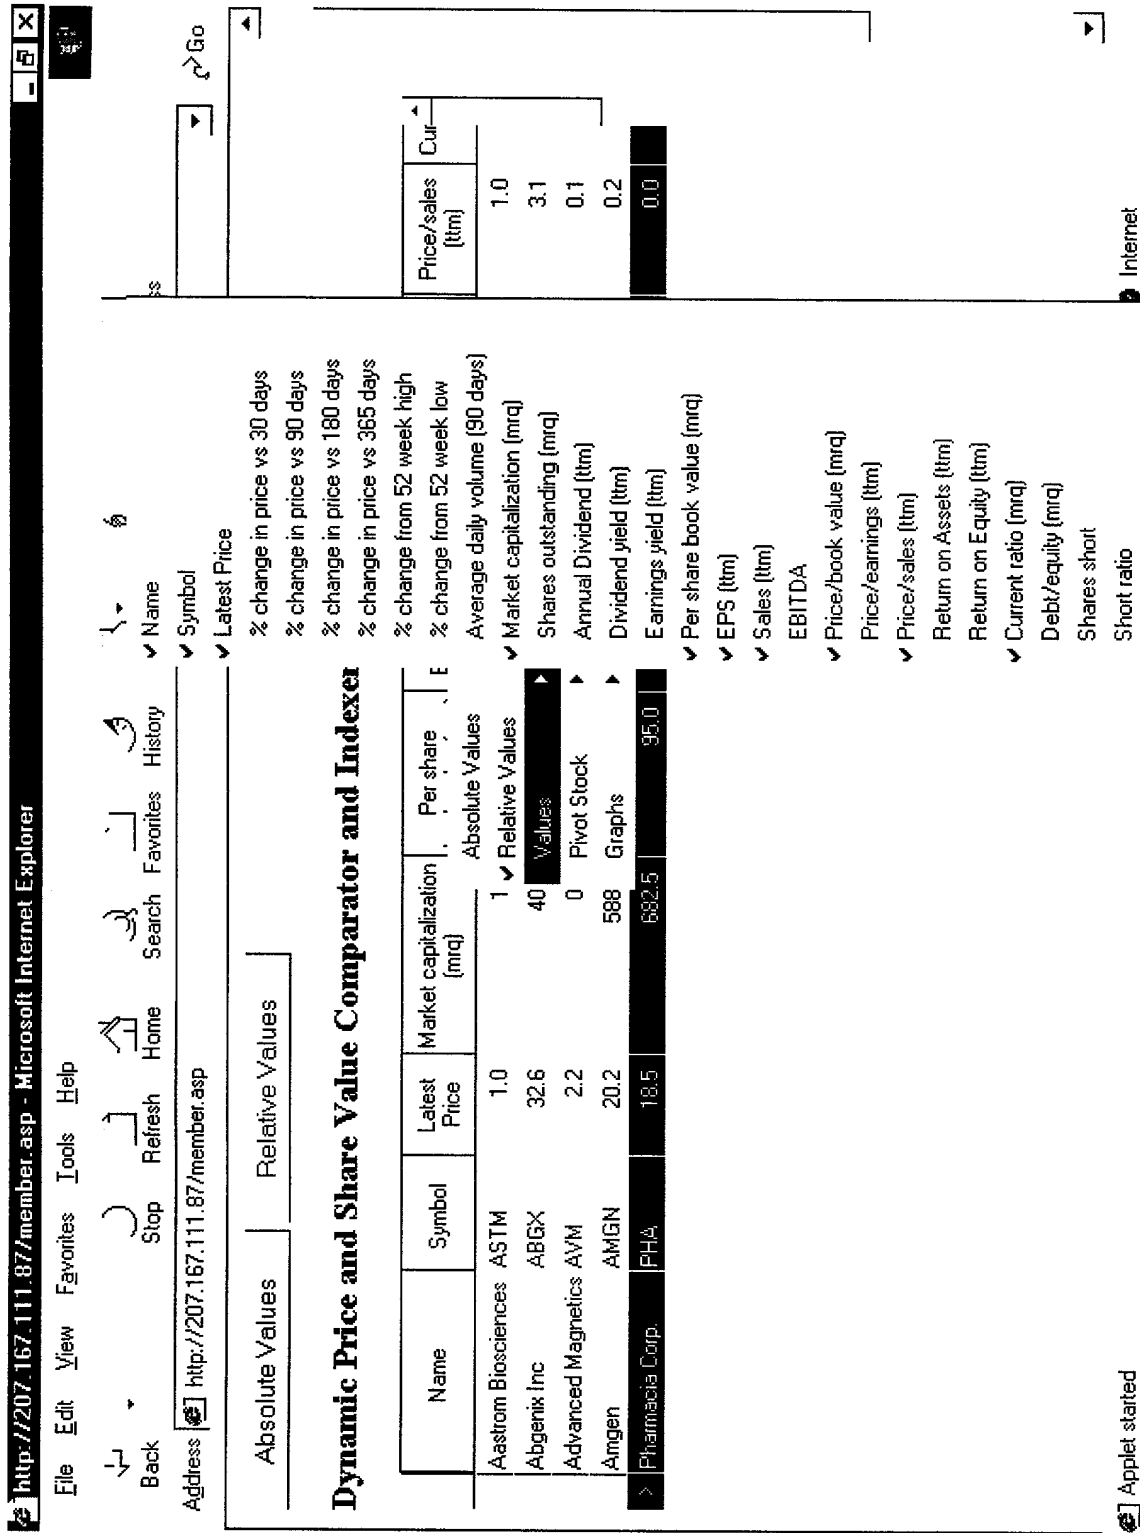 http://207.167.111.87/member.asp - Microsoft Internet Explorer
File Edit View Favorites Tools Help
Back Stop Refresh Home Search Favorites History
Address http://207.167.111.87/member.asp Go
Absolute Values Relative Values
Dynamic Price and Share Value Comparator and Indexer
Name Symbol Latest Price Market capitalization (mrq) Per share Price/sales (ttm) Cur
Aastrom Biosciences ASTM 1.0 1 1.0
Abgenix Inc ABGX 32.6 40 3.1
Advanced Magnetics AVM 2.2 0 0.1
Amgen AMGN 20.2 588 0.2
> Pharmacia Corp. PHA 18.5 682.5 95.0 0.0
Absolute Values
✔ Relative Values
Values
Pivot Stock
Graphs
✔ Name
✔ Symbol
✔ Latest Price
% change in price vs 30 days
% change in price vs 90 days
% change in price vs 180 days
% change in price vs 365 days
% change from 52 week high
% change from 52 week low
Average daily volume (90 days)
✔ Market capitalization (mrq)
Shares outstanding (mrq)
Annual Dividend (ttm)
Dividend yield (ttm)
Earnings yield (ttm)
✔ Per share book value (mrq)
✔ EPS (ttm)
✔ Sales (ttm)
EBITDA
✔ Price/book value (mrq)
Price/earnings (ttm)
✔ Price/sales (ttm)
Return on Assets (ttm)
Return on Equity (ttm)
✔ Current ratio (mrq)
Debt/equity (mrq)
Shares short
Short ratio
Applet started Internet